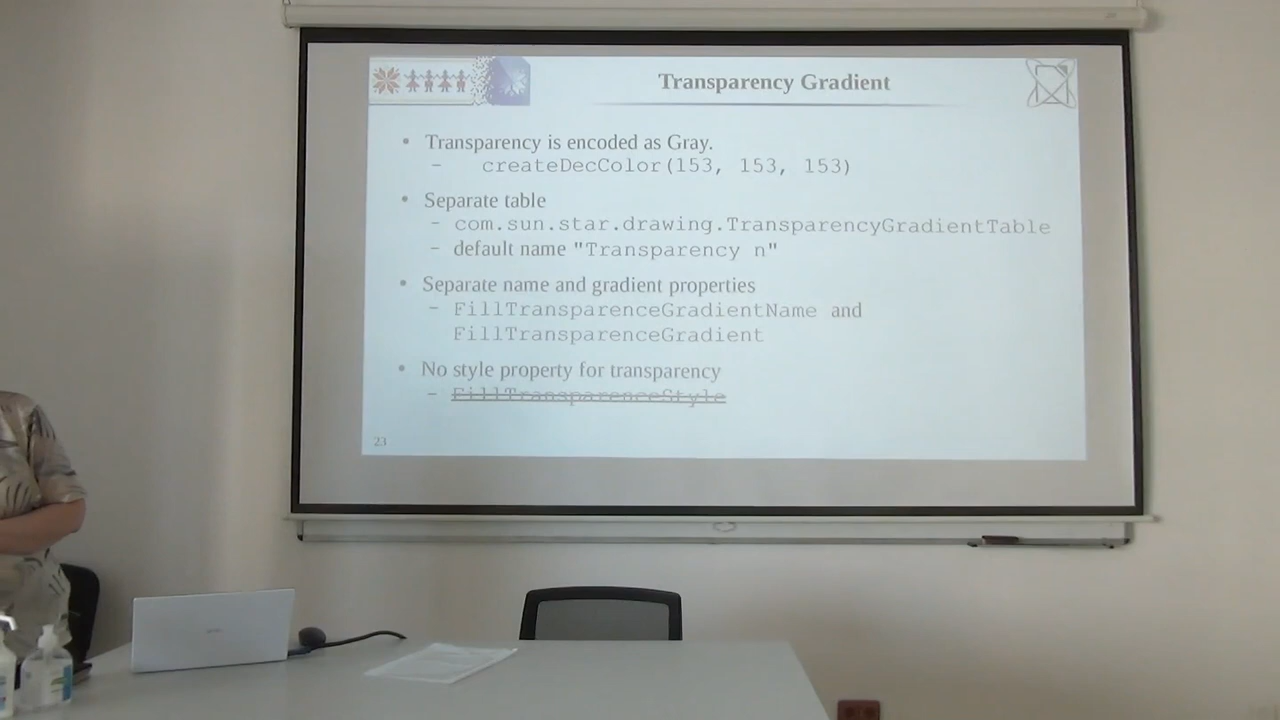 Transparency Gradient
• Transparency is encoded as Gray.
– createDecColor(153, 153, 153)
• Separate table
– com.sun.star.drawing.TransparencyGradientTable
– default name "Transparency n"
• Separate name and gradient properties
– FillTransparenceGradientName and
FillTransparenceGradient
• No style property for transparency
– FillTransparenceStyle
23